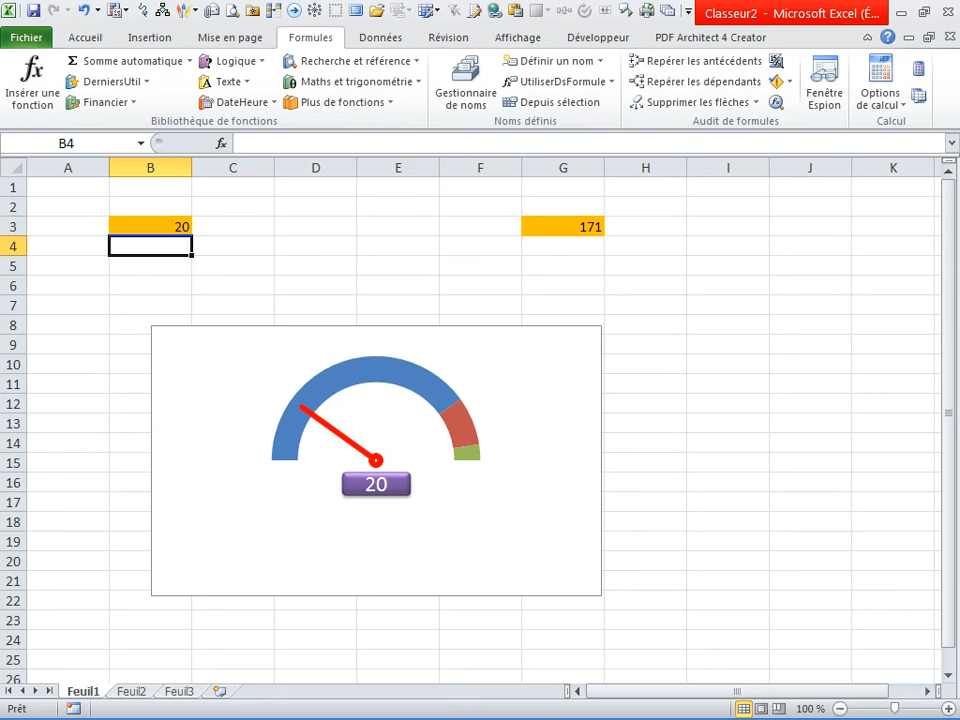 Classeur2 - Microsoft Excel (É...
Fichier Accueil Insertion Mise en page Formules Données Révision Affichage Développeur PDF Architect 4 Creator
Insérer une fonction
Σ Somme automatique
DerniersUtil
Financier
Logique
Texte
DateHeure
Recherche et référence
Maths et trigonométrie
Plus de fonctions
Bibliothèque de fonctions
Gestionnaire de noms
Définir un nom
UtiliserDsFormule
Depuis sélection
Noms définis
Repérer les antécédents
Repérer les dépendants
Supprimer les flèches
Audit de formules
Fenêtre Espion
Options de calcul
Calcul
B4 fx
A B C D E F G H I J K
1
2
3 20 171
4
5
6
7
8
9
10
11
12
13
14
15
16
17
18
19
20
21
22
23
24
25
26
20
Feuil1 Feuil2 Feuil3
Prêt 100 %